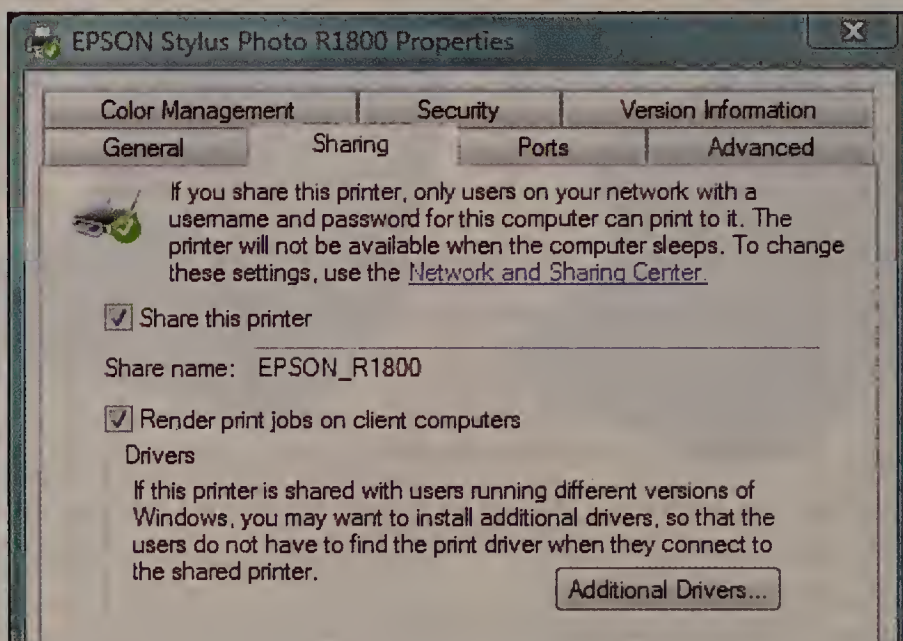 EPSON Stylus Photo R1800 Properties
Color Management Security Version Information
General Sharing Ports Advanced
If you share this printer, only users on your network with a
username and password for this computer can print to it. The
printer will not be available when the computer sleeps. To change
these settings, use the Network and Sharing Center.
Share this printer
Share name: EPSON_R1800
Render print jobs on client computers
Drivers
If this printer is shared with users running different versions of
Windows, you may want to install additional drivers, so that the
users do not have to find the print driver when they connect to
the shared printer.
Additional Drivers...